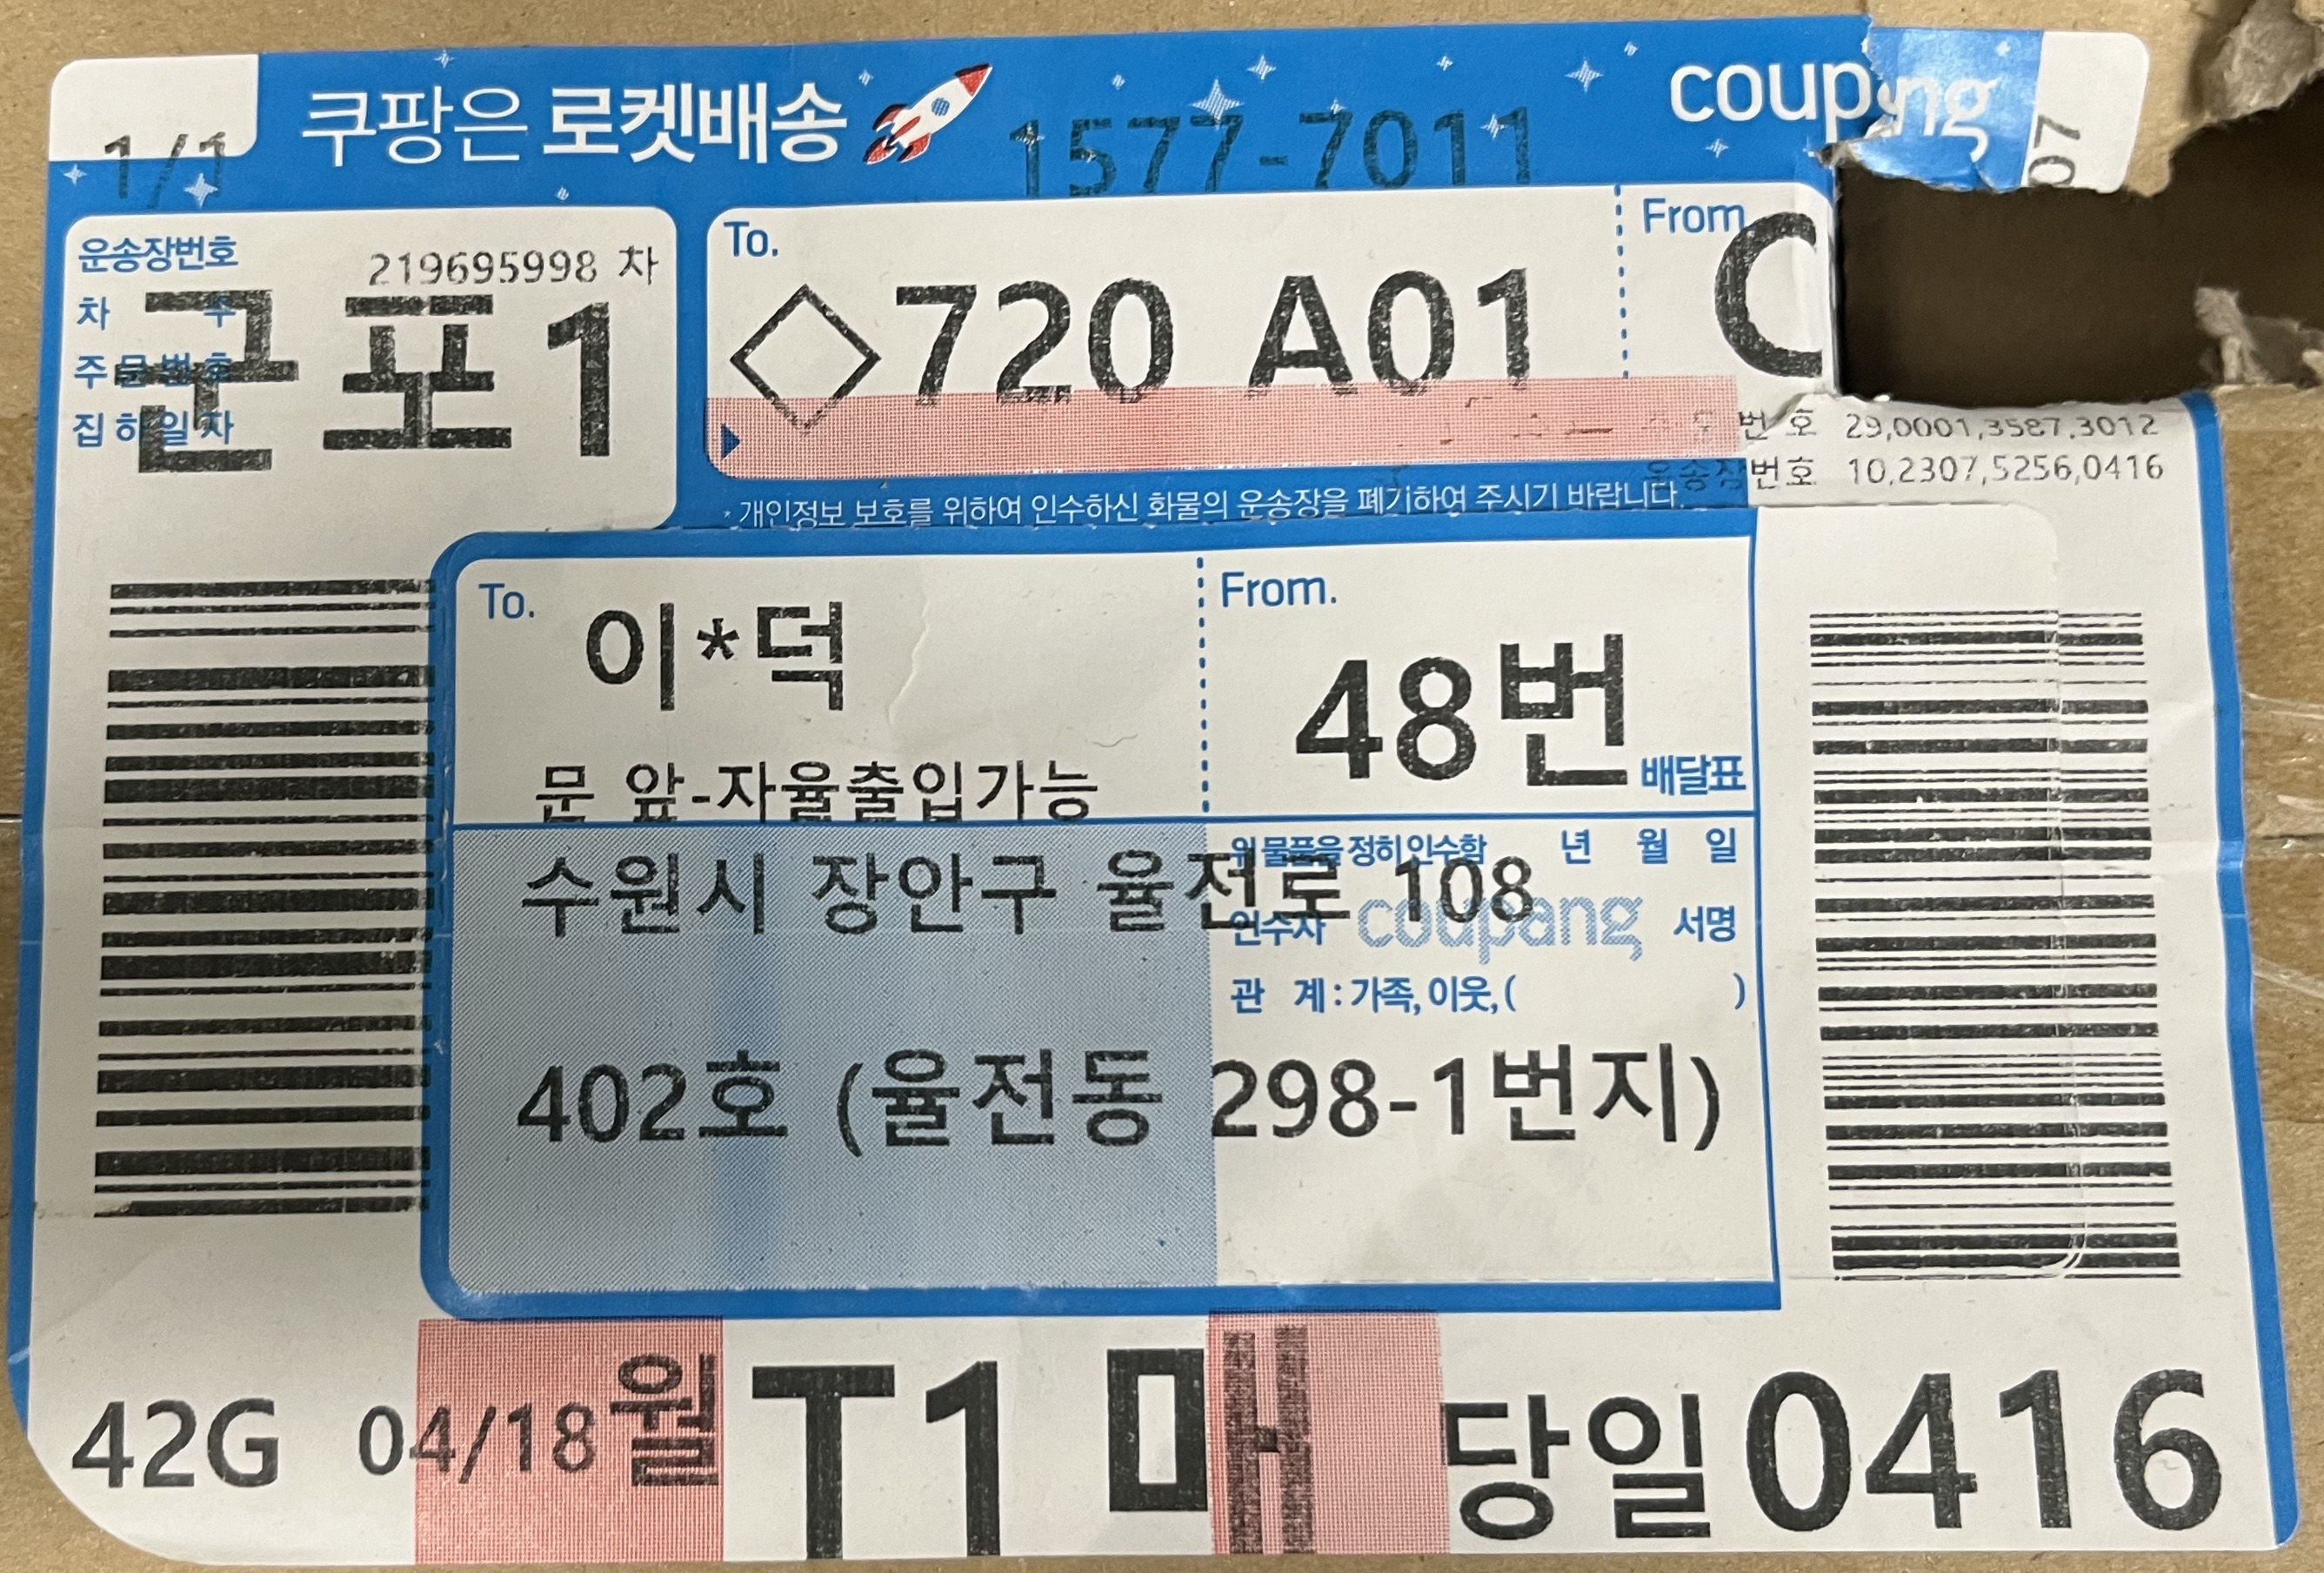 1/1 쿠팡은 로켓배송 1577-7011 coupang
07
운송장번호 219695998 차
차 주
주문번호
집하일자
군포1
To.
◇720 A01
From
C
번호 29,0001,3587,3012
운송장번호 10,2307,5256,0416
* 개인정보 보호를 위하여 인수하신 화물의 운송장을 폐기하여 주시기 바랍니다.
To.
이*덕
문 앞-자율출입가능
From.
48번
배달표
수원시 장안구 율전로 108
위 물품을 정히 인수함 년 월 일
인수자 coupang 서명
관 계 : 가족, 이웃, ( )
402호 (율전동 298-1번지)
42G 04/18월 T1 매 당일0416